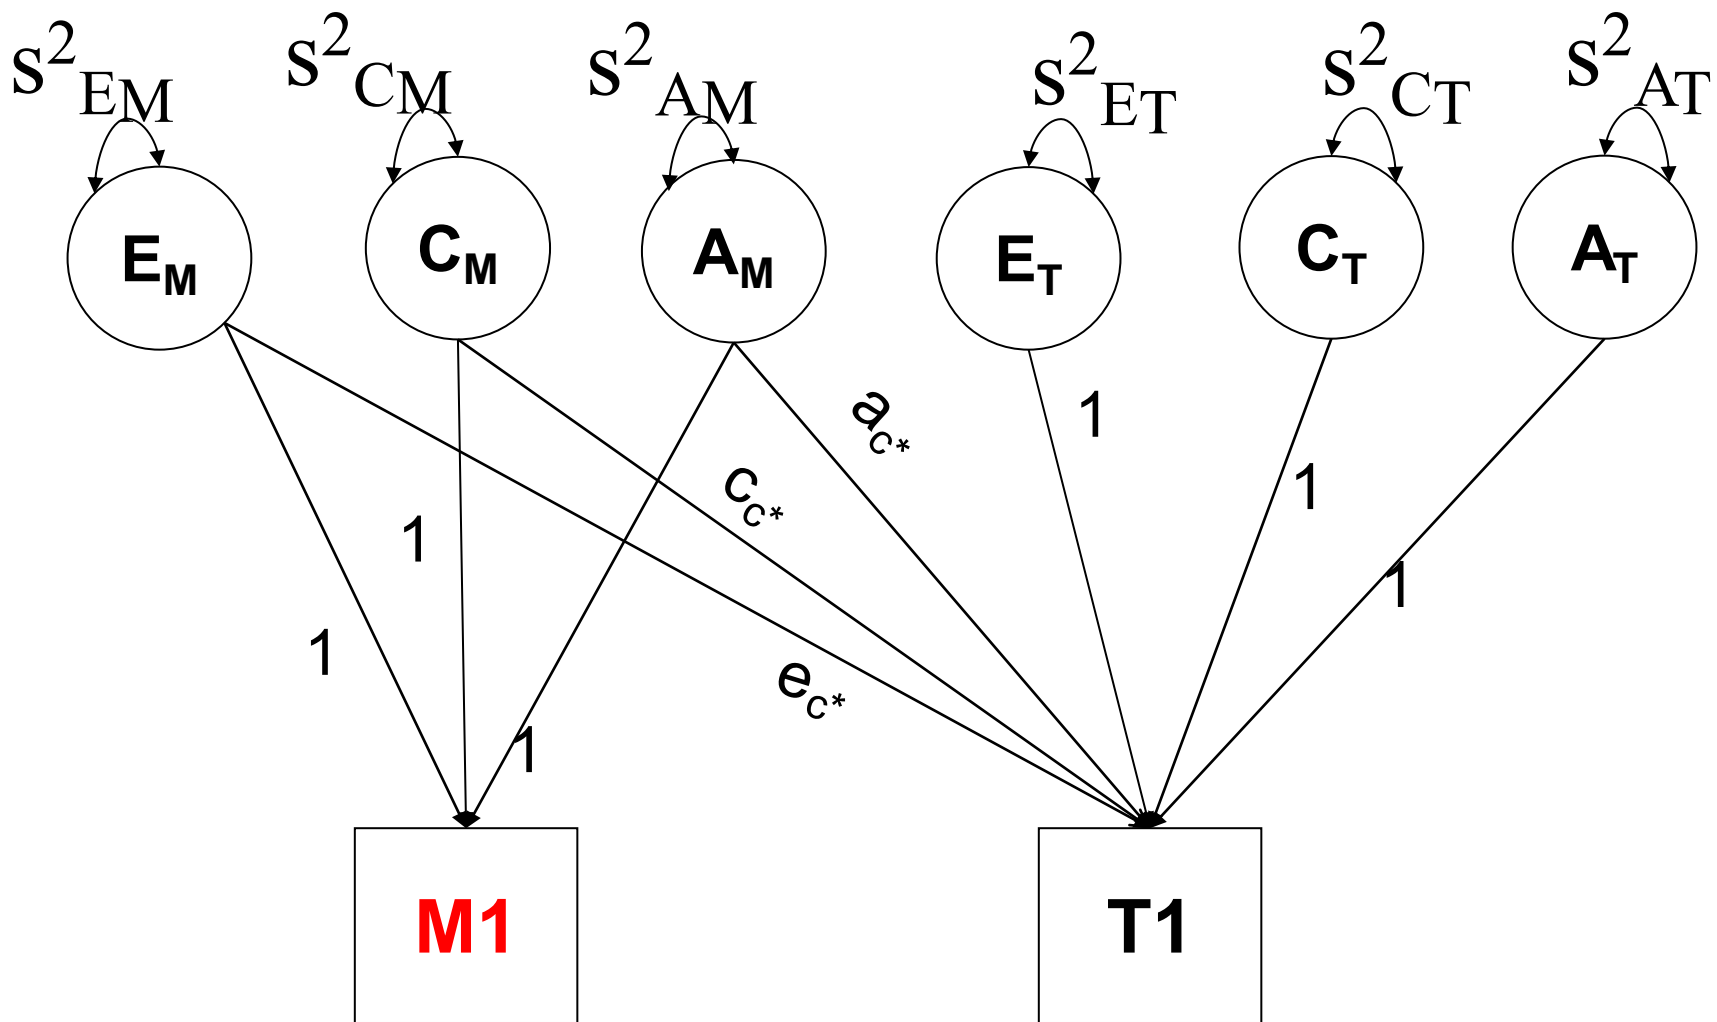 s²EM s²CM s²AM s²ET s²CT s²AT
EM CM AM ET CT AT
ac* 1
cc* 1
1
1
1
ec*
1
M1 T1